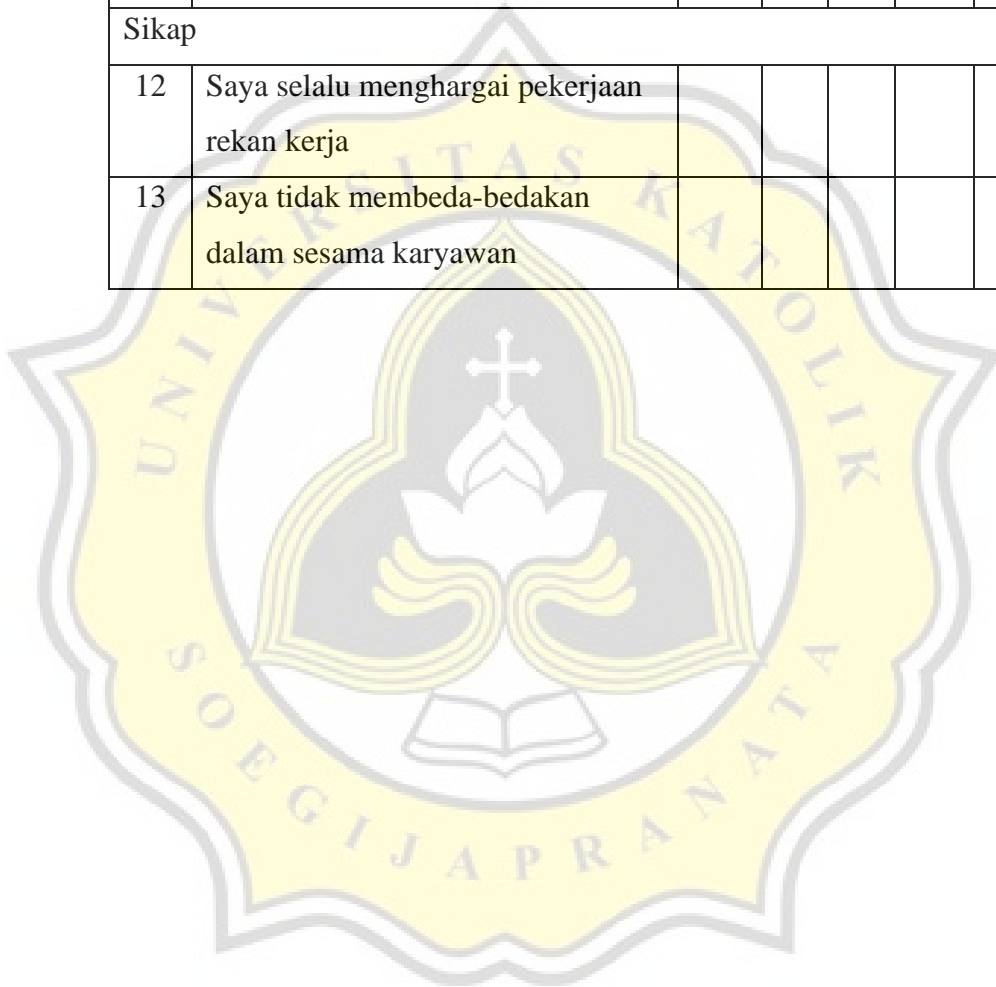 Sikap
12 Saya selalu menghargai pekerjaan
rekan kerja
13 Saya tidak membeda-bedakan
dalam sesama karyawan
UNIVERSITAS KATOLIK
SOEGIJAPRANATA